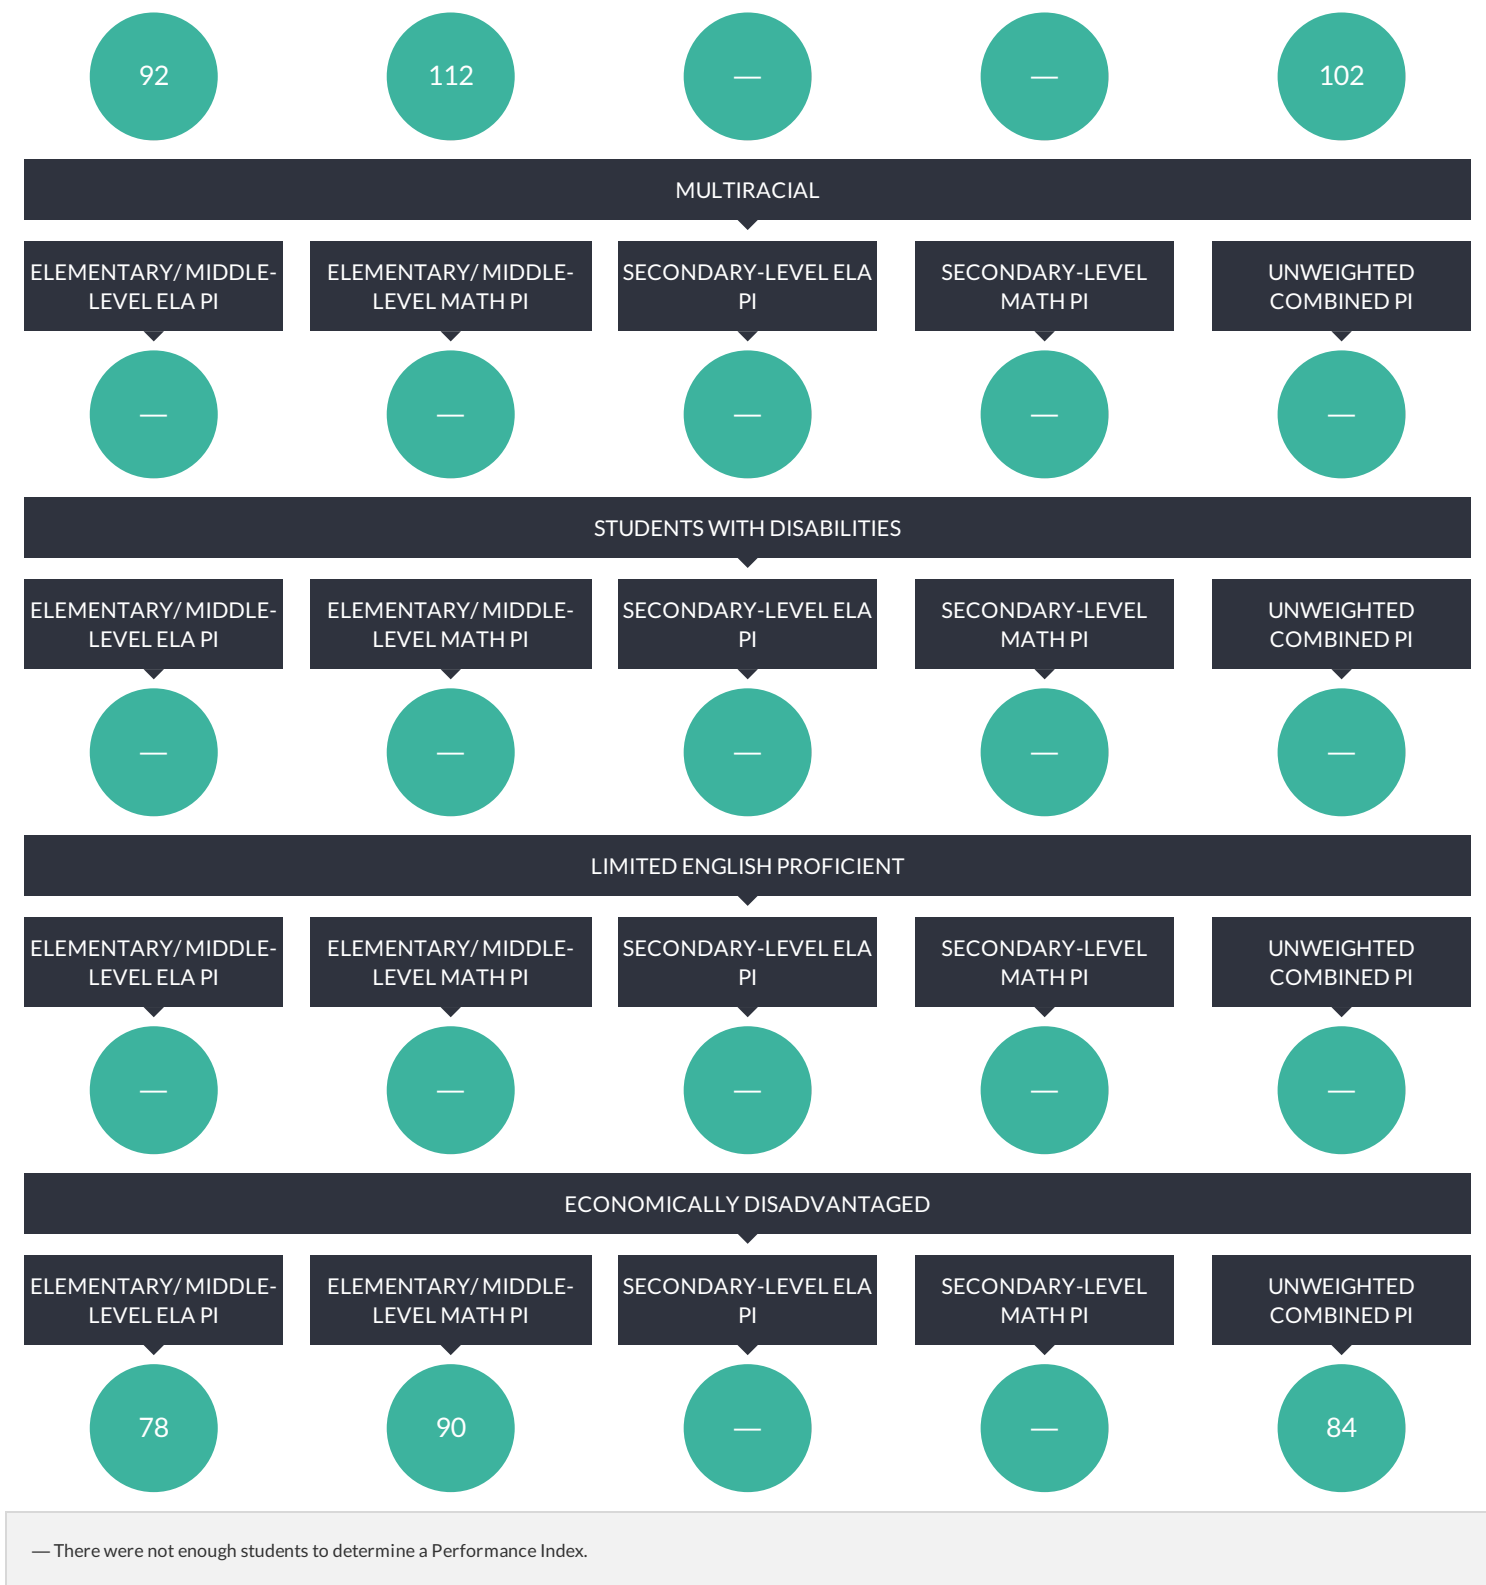 92 112 — — 102
MULTIRACIAL
ELEMENTARY/ MIDDLE-
LEVEL ELA PI
ELEMENTARY/ MIDDLE-
LEVEL MATH PI
SECONDARY-LEVEL ELA
PI
SECONDARY-LEVEL
MATH PI
UNWEIGHTED
COMBINED PI
— — — — —
STUDENTS WITH DISABILITIES
ELEMENTARY/ MIDDLE-
LEVEL ELA PI
ELEMENTARY/ MIDDLE-
LEVEL MATH PI
SECONDARY-LEVEL ELA
PI
SECONDARY-LEVEL
MATH PI
UNWEIGHTED
COMBINED PI
— — — — —
LIMITED ENGLISH PROFICIENT
ELEMENTARY/ MIDDLE-
LEVEL ELA PI
ELEMENTARY/ MIDDLE-
LEVEL MATH PI
SECONDARY-LEVEL ELA
PI
SECONDARY-LEVEL
MATH PI
UNWEIGHTED
COMBINED PI
— — — — —
ECONOMICALLY DISADVANTAGED
ELEMENTARY/ MIDDLE-
LEVEL ELA PI
ELEMENTARY/ MIDDLE-
LEVEL MATH PI
SECONDARY-LEVEL ELA
PI
SECONDARY-LEVEL
MATH PI
UNWEIGHTED
COMBINED PI
78 90 — — 84
— There were not enough students to determine a Performance Index.